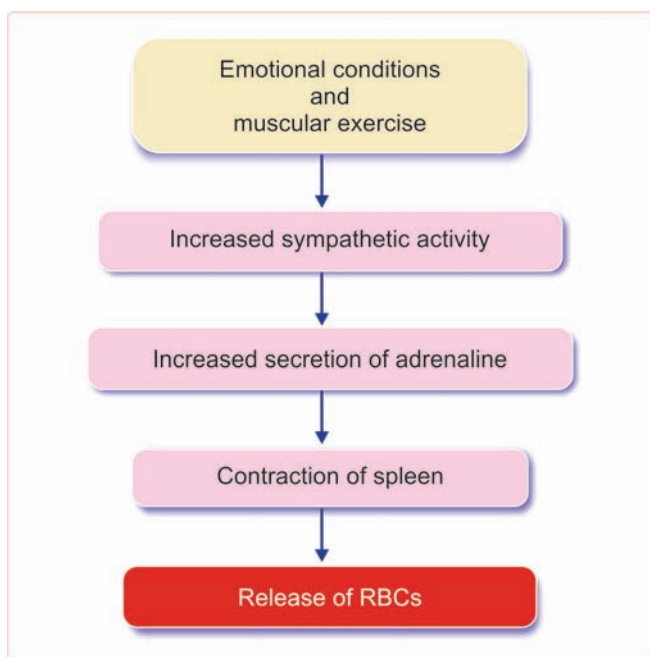 Emotional conditions
and
muscular exercise
Increased sympathetic activity
Increased secretion of adrenaline
Contraction of spleen
Release of RBCs